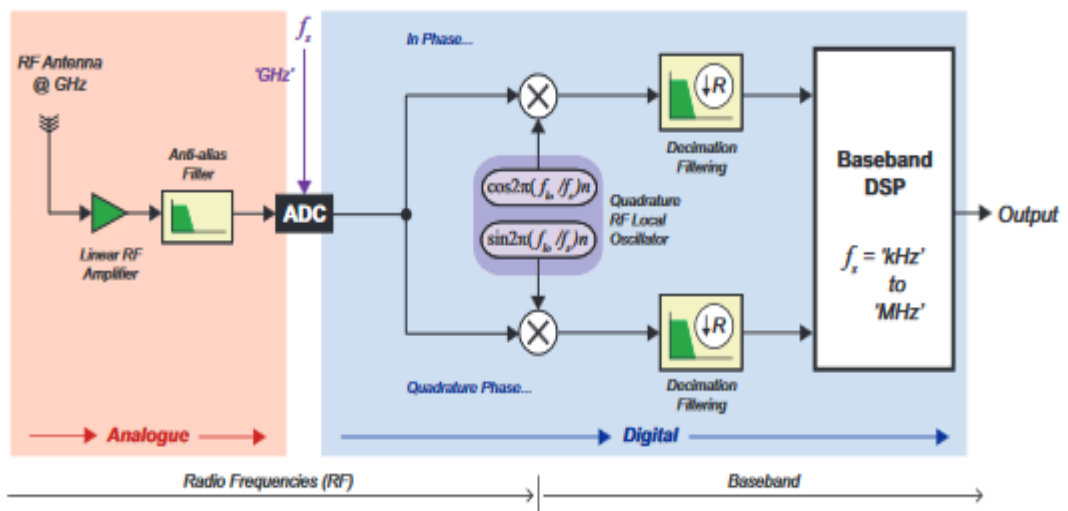 RF Antenna
@ GHz
fs
'GHz'
Anti-alias
Filter
Linear RF
Amplifier
ADC
In Phase...
cos2π(flo /fs)n
sin2π(flo /fs)n
Quadrature
RF Local
Oscillator
↓R
Decimation
Filtering
↓R
Decimation
Filtering
Quadrature Phase...
Baseband
DSP
fs = 'kHz'
to
'MHz'
Output
Analogue
Digital
Radio Frequencies (RF)
Baseband